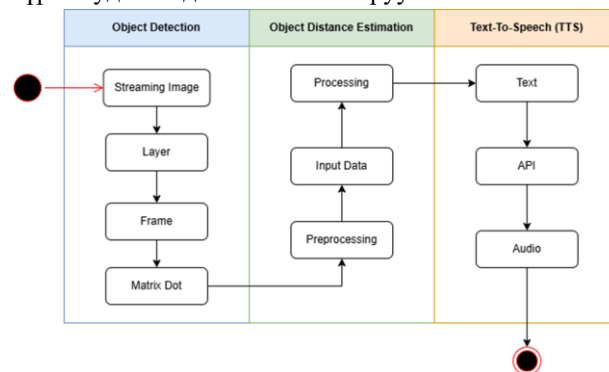 Object Detection
Object Distance Estimation
Text-To-Speech (TTS)
Streaming Image
Layer
Frame
Matrix Dot
Processing
Input Data
Preprocessing
Text
API
Audio